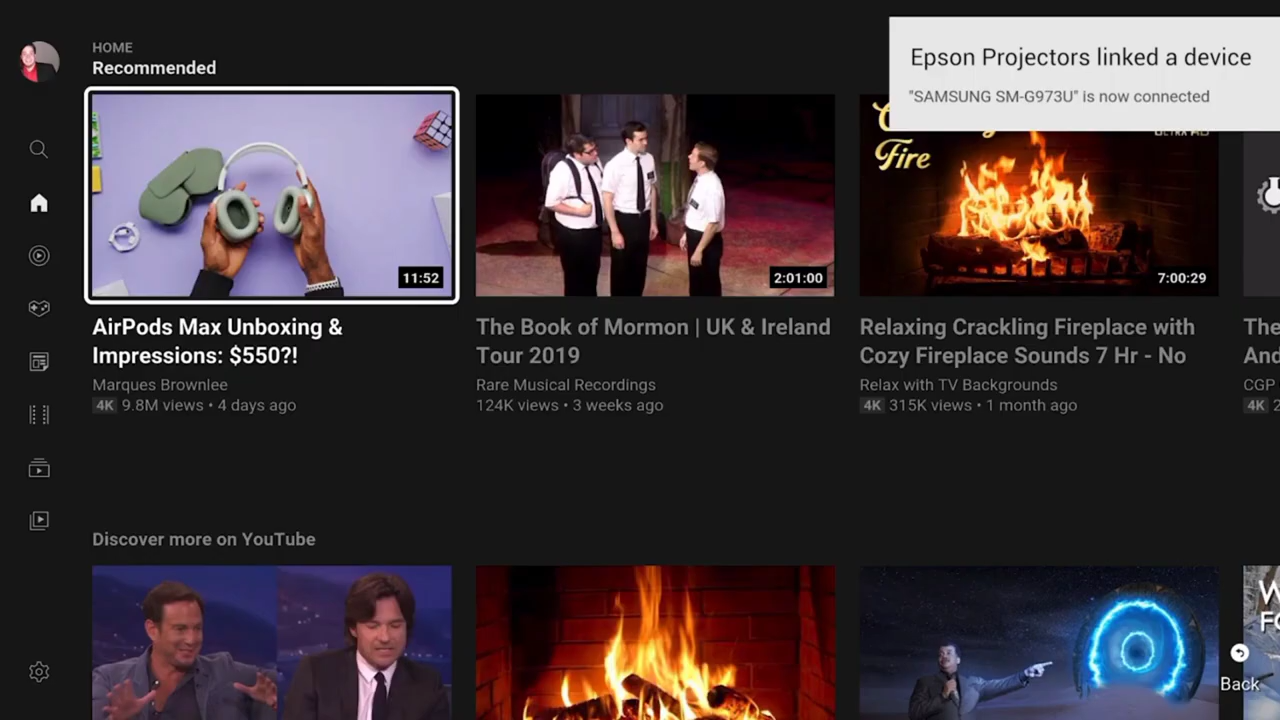 HOME
Recommended
Epson Projectors linked a device
"SAMSUNG SM-G973U" is now connected
Fire
11:52
2:01:00
7:00:29
AirPods Max Unboxing &
Impressions: $550?!
Marques Brownlee
4K 9.8M views • 4 days ago
The Book of Mormon | UK & Ireland
Tour 2019
Rare Musical Recordings
124K views • 3 weeks ago
Relaxing Crackling Fireplace with
Cozy Fireplace Sounds 7 Hr - No
Relax with TV Backgrounds
4K 315K views • 1 month ago
The
And
CGP
4K 2
Discover more on YouTube
W
FO
Back